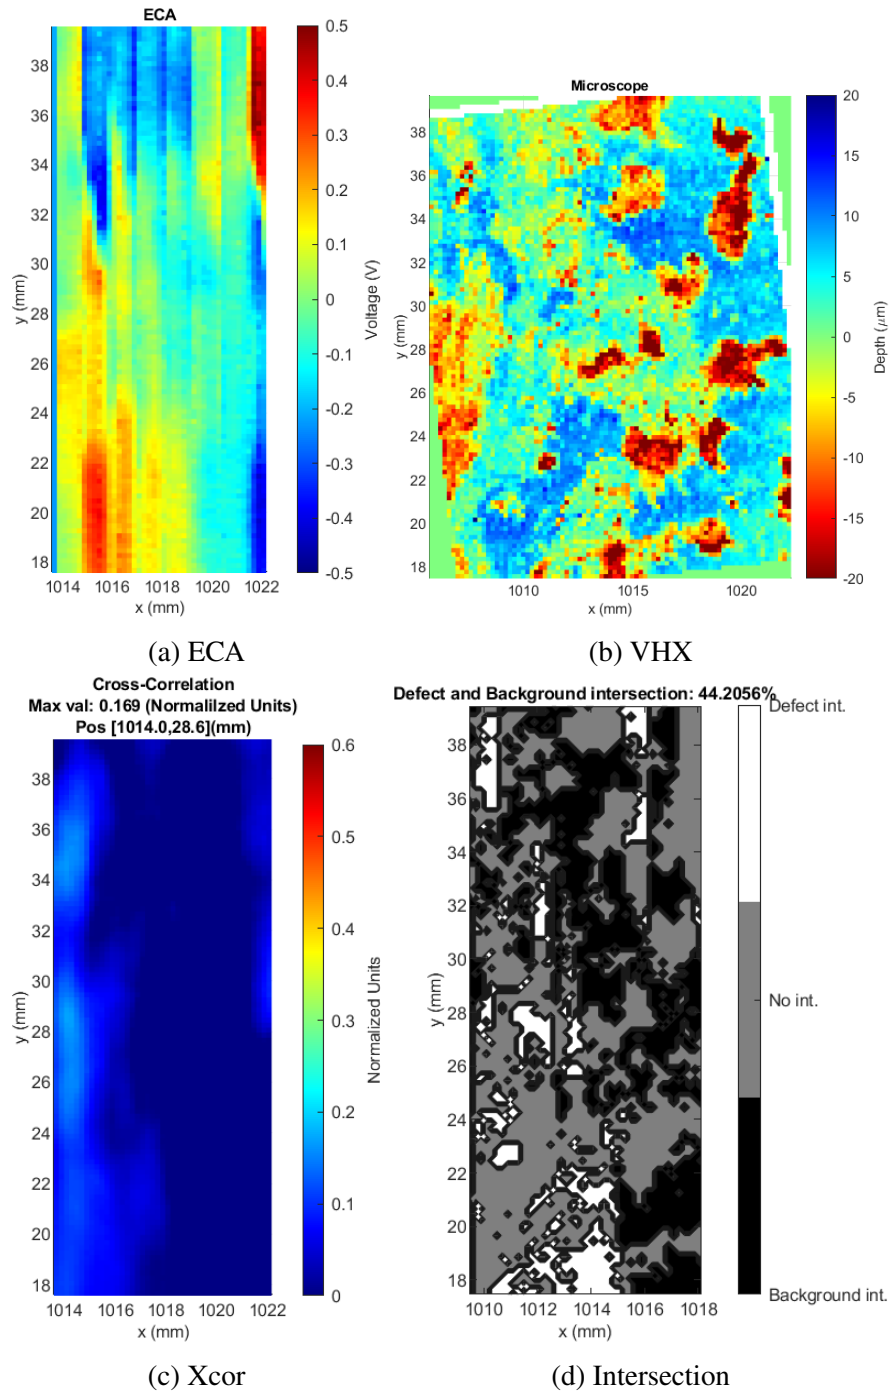 ECA
38
36
34
32
30
28
26
24
22
20
18
y (mm)
1014 1016 1018 1020 1022
x (mm)
0.5
0.4
0.3
0.2
0.1
0
-0.1
-0.2
-0.3
-0.4
-0.5
Voltage (V)
(a) ECA
Microscope
38
36
34
32
30
28
26
24
22
20
18
y (mm)
1010 1015 1020
x (mm)
20
15
10
5
0
-5
-10
-15
-20
Depth (μm)
(b) VHX
Cross-Correlation
Max val: 0.169 (Normalilzed Units)
Pos [1014.0,28.6](mm)
38
36
34
32
30
28
26
24
22
20
18
y (mm)
1014 1016 1018 1020 1022
x (mm)
0.6
0.5
0.4
0.3
0.2
0.1
0
Normalized Units
(c) Xcor
Defect and Background intersection: 44.2056%
38
36
34
32
30
28
26
24
22
20
18
y (mm)
1010 1012 1014 1016 1018
x (mm)
Defect int.
No int.
Background int.
(d) Intersection